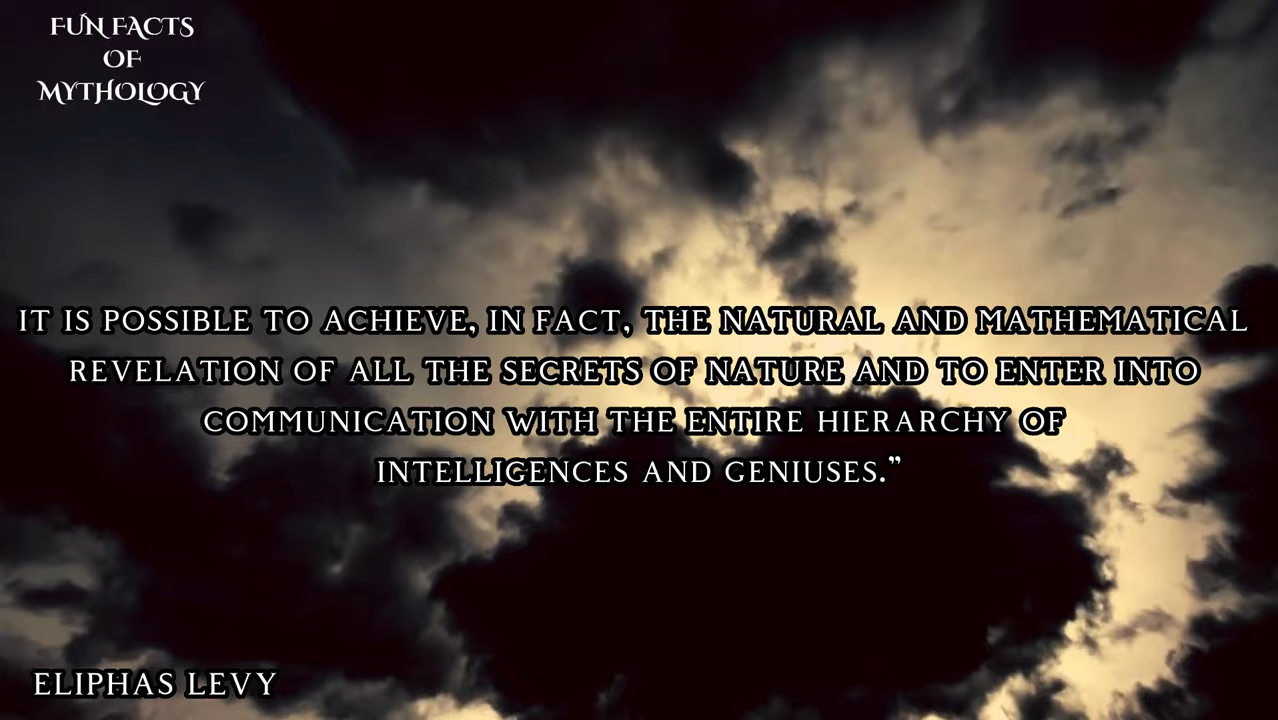 FUN FACTS
OF
MYTHOLOGY
IT IS POSSIBLE TO ACHIEVE, IN FACT, THE NATURAL AND MATHEMATICAL
REVELATION OF ALL THE SECRETS OF NATURE AND TO ENTER INTO
COMMUNICATION WITH THE ENTIRE HIERARCHY OF
INTELLIGENCES AND GENIUSES.”
ELIPHAS LEVY